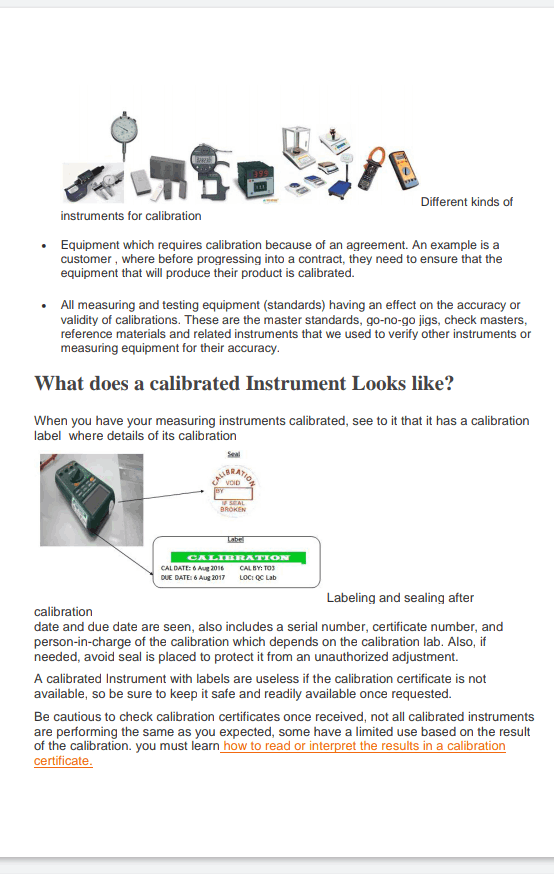 Different kinds of
instruments for calibration
• Equipment which requires calibration because of an agreement. An example is a
customer , where before progressing into a contract, they need to ensure that the
equipment that will produce their product is calibrated.
• All measuring and testing equipment (standards) having an effect on the accuracy or
validity of calibrations. These are the master standards, go-no-go jigs, check masters,
reference materials and related instruments that we used to verify other instruments or
measuring equipment for their accuracy.
What does a calibrated Instrument Looks like?
When you have your measuring instruments calibrated, see to it that it has a calibration
label  where details of its calibration
Seal
CALIBRATION
VOID
BY
IF SEAL
BROKEN
Label
CALIBRATION
CAL DATE: 6 Aug 2016 CAL BY: TO3
DUE DATE: 6 Aug 2017 LOC: QC Lab
Labeling and sealing after
calibration
date and due date are seen, also includes a serial number, certificate number, and
person-in-charge of the calibration which depends on the calibration lab. Also, if
needed, avoid seal is placed to protect it from an unauthorized adjustment.
A calibrated Instrument with labels are useless if the calibration certificate is not
available, so be sure to keep it safe and readily available once requested.
Be cautious to check calibration certificates once received, not all calibrated instruments
are performing the same as you expected, some have a limited use based on the result
of the calibration. you must learn how to read or interpret the results in a calibration
certificate.